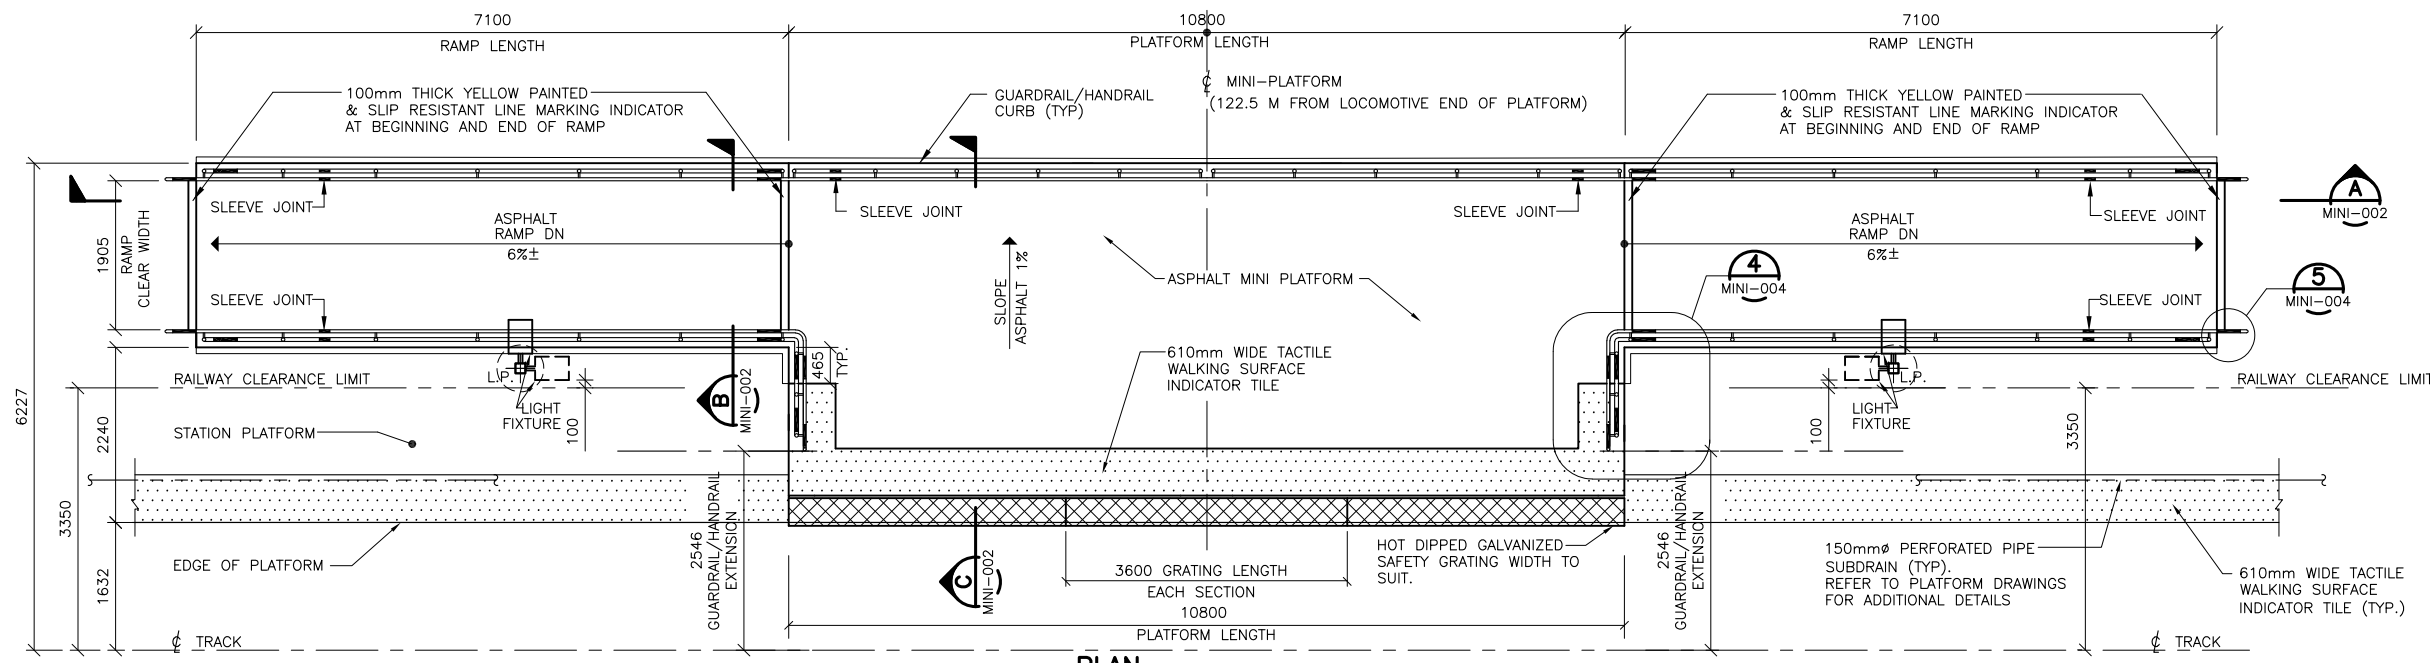 7100
10800
7100
RAMP LENGTH
PLATFORM LENGTH
RAMP LENGTH
100mm THICK YELLOW PAINTED
& SLIP RESISTANT LINE MARKING INDICATOR
AT BEGINNING AND END OF RAMP
GUARDRAIL/HANDRAIL
CURB (TYP)
℄ MINI-PLATFORM
(122.5 M FROM LOCOMOTIVE END OF PLATFORM)
100mm THICK YELLOW PAINTED
& SLIP RESISTANT LINE MARKING INDICATOR
AT BEGINNING AND END OF RAMP
A
MINI-002
SLEEVE JOINT
SLEEVE JOINT
SLEEVE JOINT
SLEEVE JOINT
1905
RAMP
CLEAR WIDTH
ASPHALT
RAMP DN
6%±
SLOPE
ASPHALT 1%
ASPHALT MINI PLATFORM
ASPHALT
RAMP DN
6%±
4
MINI-004
5
MINI-004
SLEEVE JOINT
SLEEVE JOINT
465
TYP.
610mm WIDE TACTILE
WALKING SURFACE
INDICATOR TILE
RAILWAY CLEARANCE LIMIT
L.P.
LIGHT
FIXTURE
100
B
MINI-002
L.P.
LIGHT
FIXTURE
100
3350
RAILWAY CLEARANCE LIMIT
6227
3350
2240
1632
STATION PLATFORM
EDGE OF PLATFORM
2546
GUARDRAIL/HANDRAIL
EXTENSION
C
MINI-002
3600 GRATING LENGTH
EACH SECTION
10800
PLATFORM LENGTH
HOT DIPPED GALVANIZED
SAFETY GRATING WIDTH TO
SUIT.
2546
GUARDRAIL/HANDRAIL
EXTENSION
150mmø PERFORATED PIPE
SUBDRAIN (TYP).
REFER TO PLATFORM DRAWINGS
FOR ADDITIONAL DETAILS
610mm WIDE TACTILE
WALKING SURFACE
INDICATOR TILE (TYP.)
℄ TRACK
℄ TRACK
PLAN